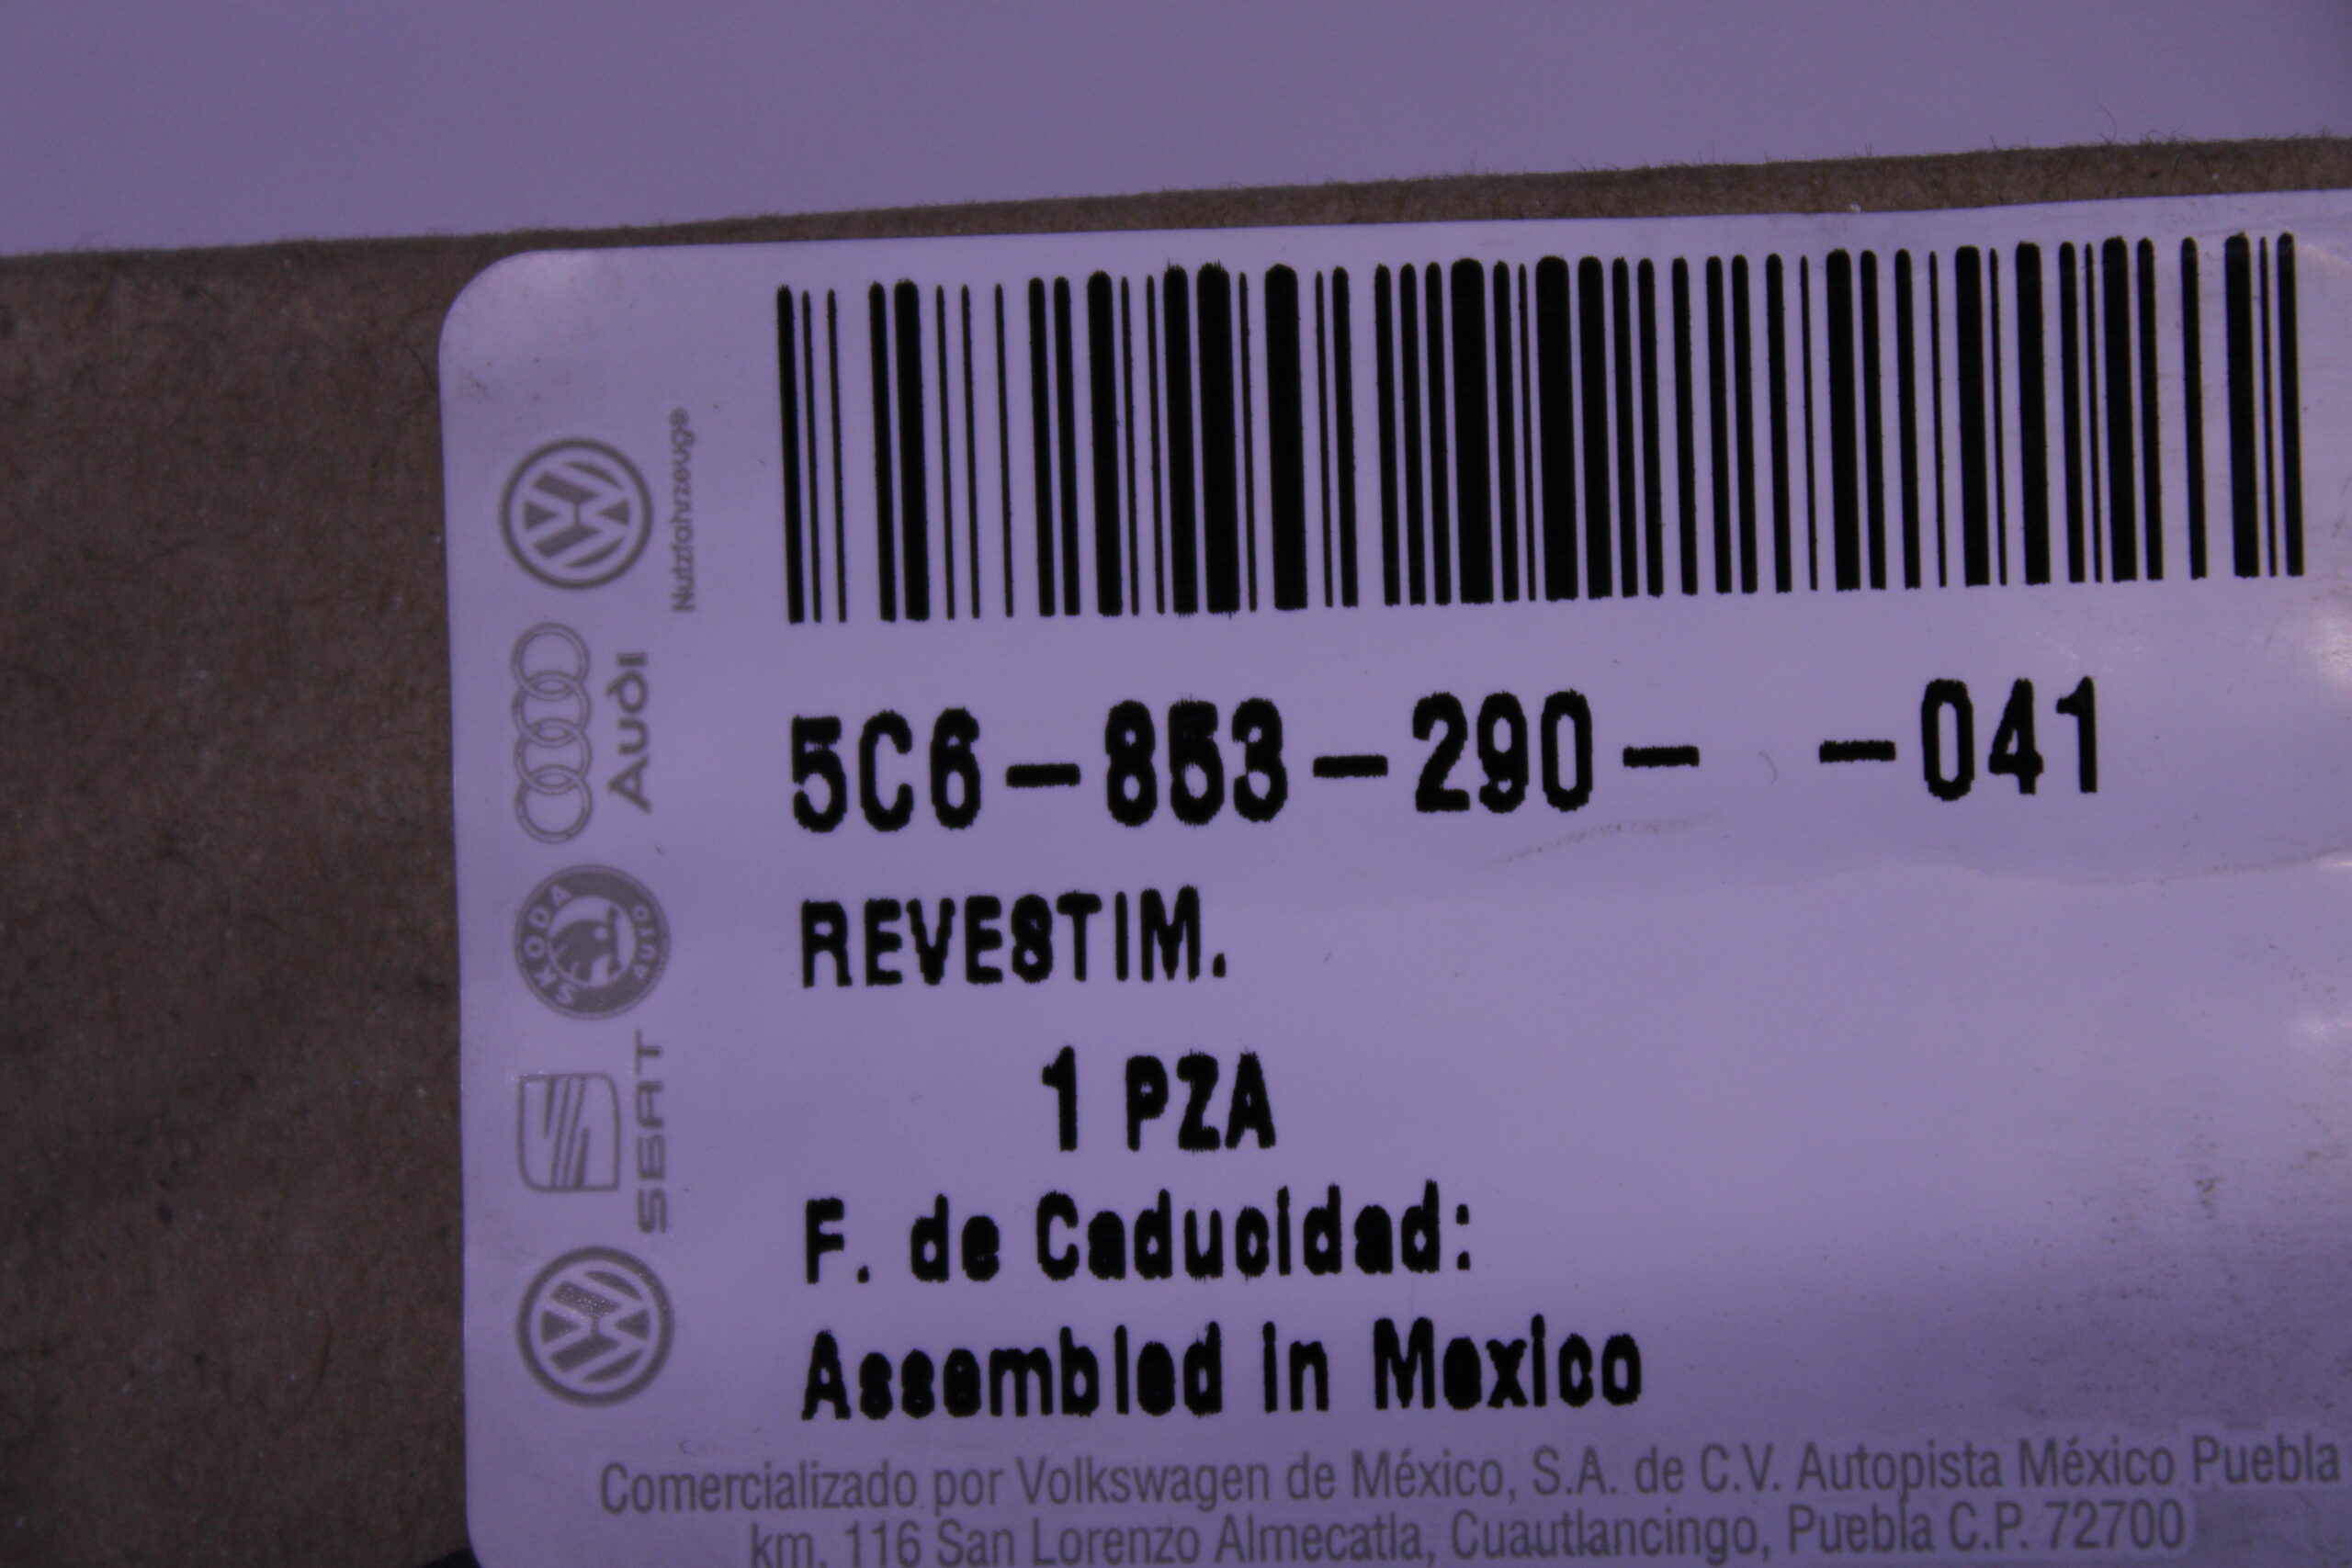 5C6-853-290-  -041
REVESTIM.
1 PZA
F. de Caducidad:
Assembled in Mexico
Comercializado por Volkswagen de México, S.A. de C.V. Autopista México Puebla
km. 116 San Lorenzo Almecatla, Cuautlancingo, Puebla C.P. 72700
Nutzfahrzeuge
Audi
SKODA AUTO
SEAT